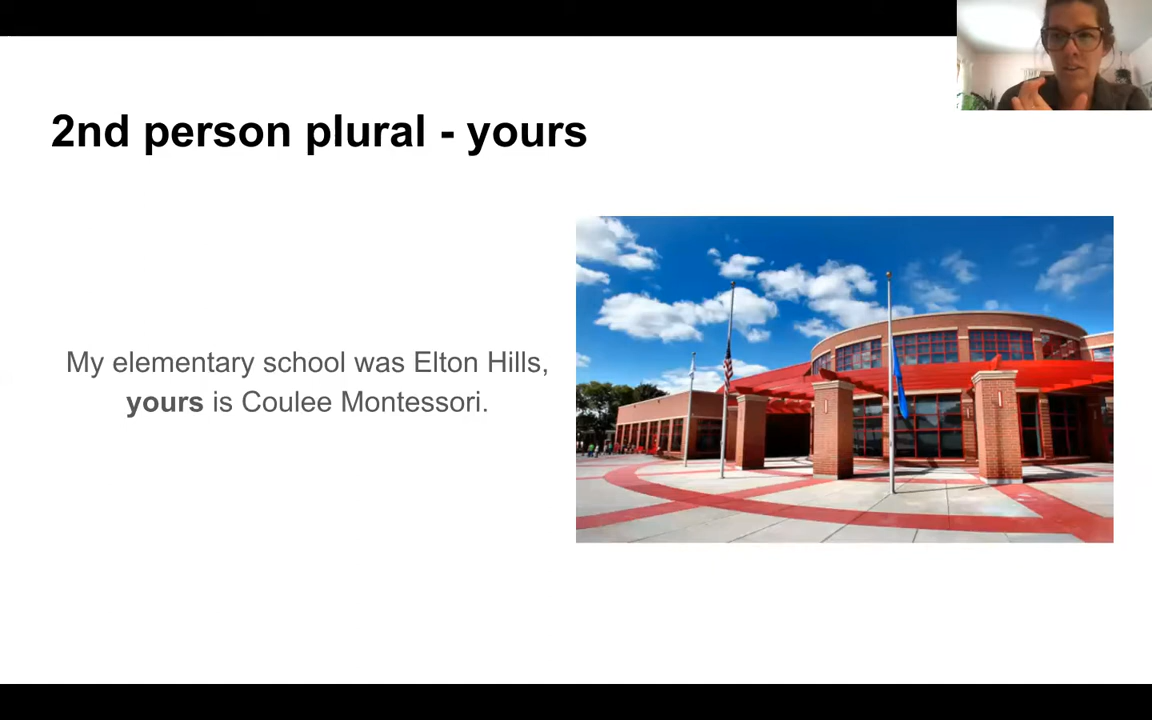 2nd person plural - yours
My elementary school was Elton Hills,
yours is Coulee Montessori.